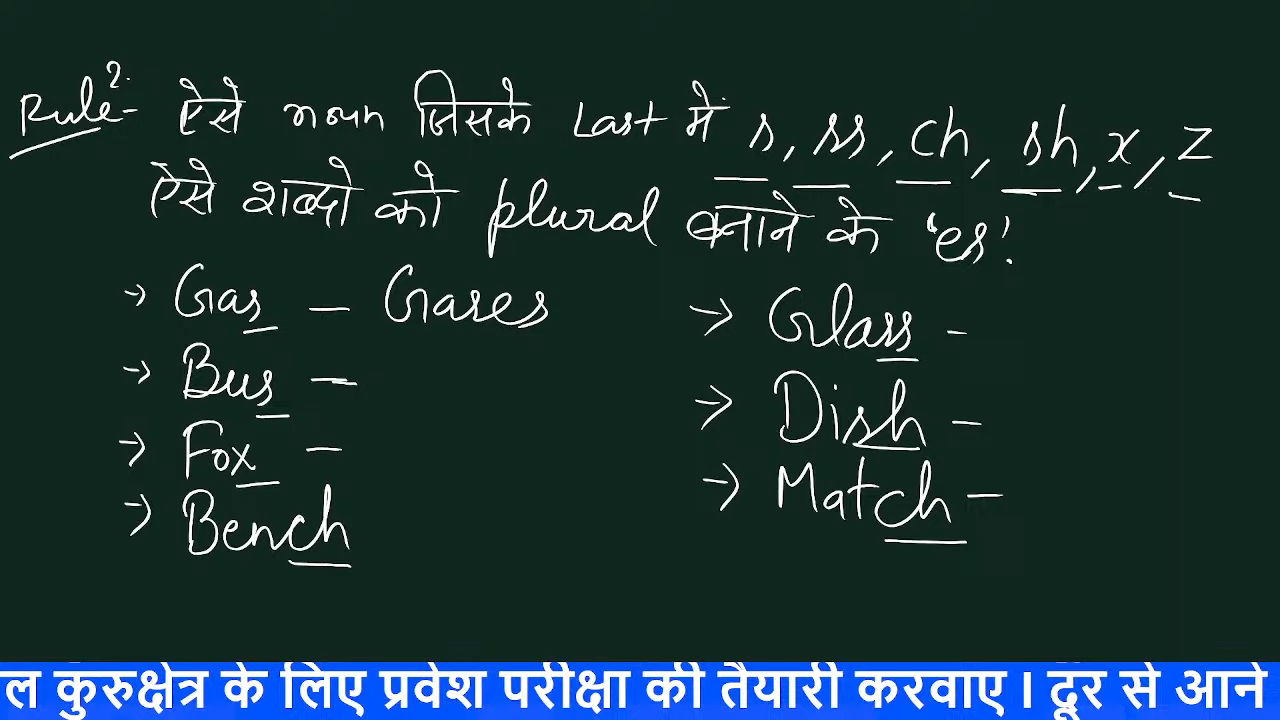 Rule 2- ऐसे noun जिसके Last में s, ss, ch, sh, x, z
ऐसे शब्दो को plural बनाने के 'es'.
→ Gas - Gases
→ Bus -
→ Fox -
→ Bench
→ Glass -
→ Dish -
→ Match -
ल कुरुक्षेत्र के लिए प्रवेश परीक्षा की तैयारी करवाए । दूर से आने